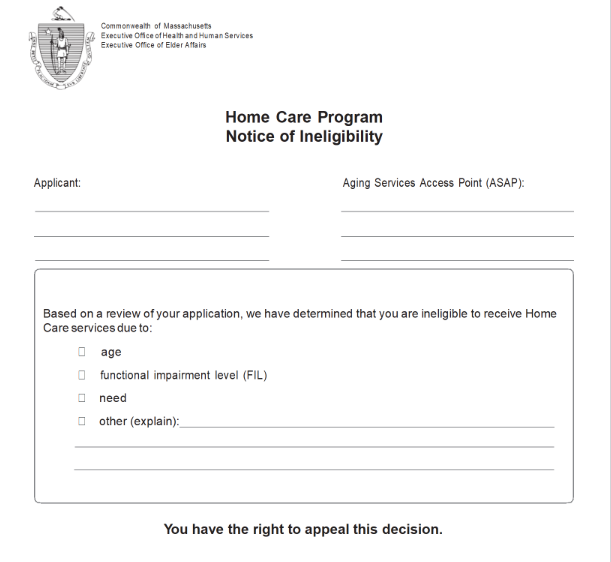 Commonwealth of Massachusetts
Executive Office of Health and Human Services
Executive Office of Elder Affairs
Home Care Program
Notice of Ineligibility
Applicant:
Aging Services Access Point (ASAP):
Based on a review of your application, we have determined that you are ineligible to receive Home
Care services due to:
age
functional impairment level (FIL)
need
other (explain):
You have the right to appeal this decision.